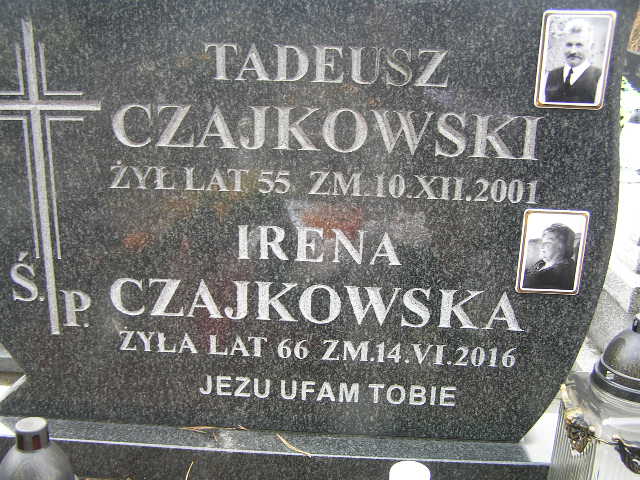 TADEUSZ
CZAJKOWSKI
ŻYŁ LAT 55 ZM.10.XII.2001
IRENA
Ś.P. CZAJKOWSKA
ŻYŁA LAT 66 ZM.14.VI.2016
JEZU UFAM TOBIE